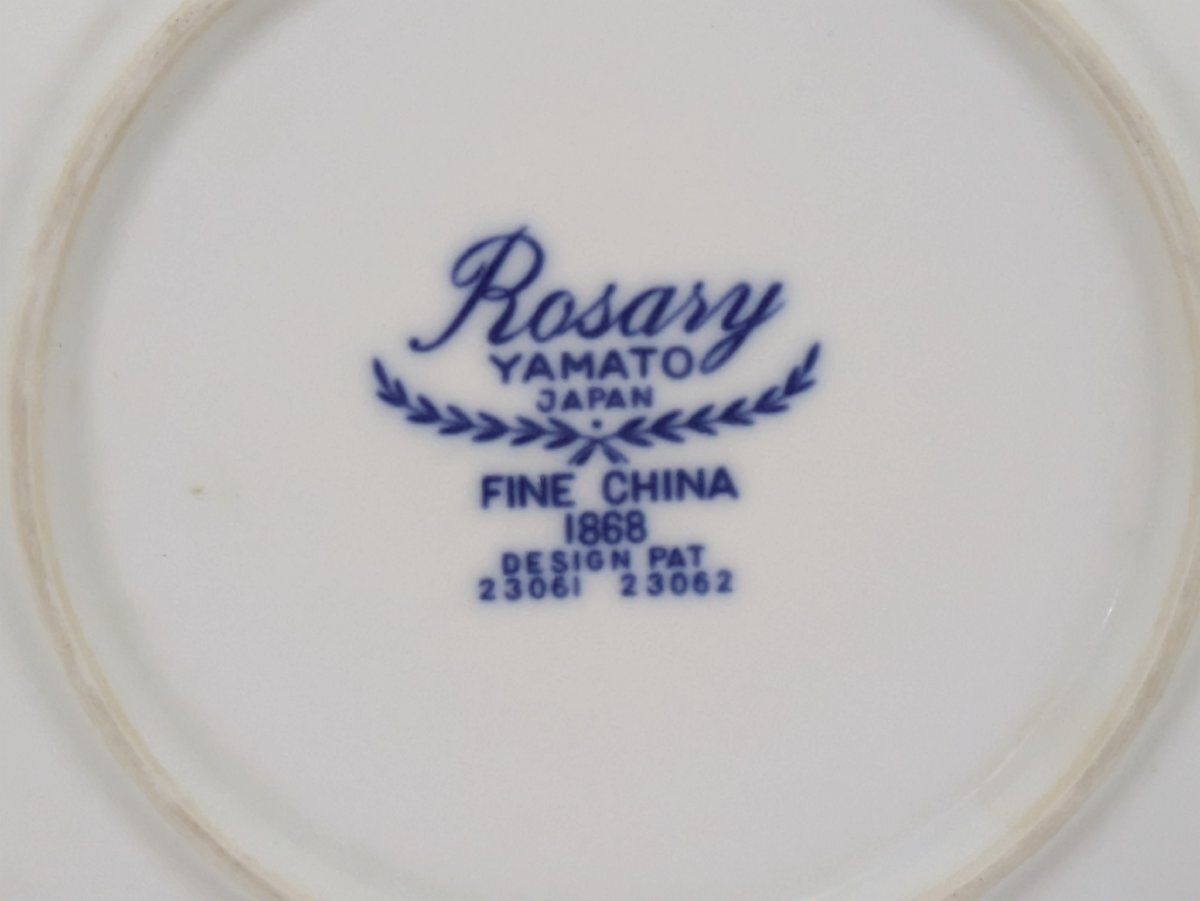 Rosary
YAMATO
JAPAN
FINE CHINA
1868
DESIGN PAT
23061 23062